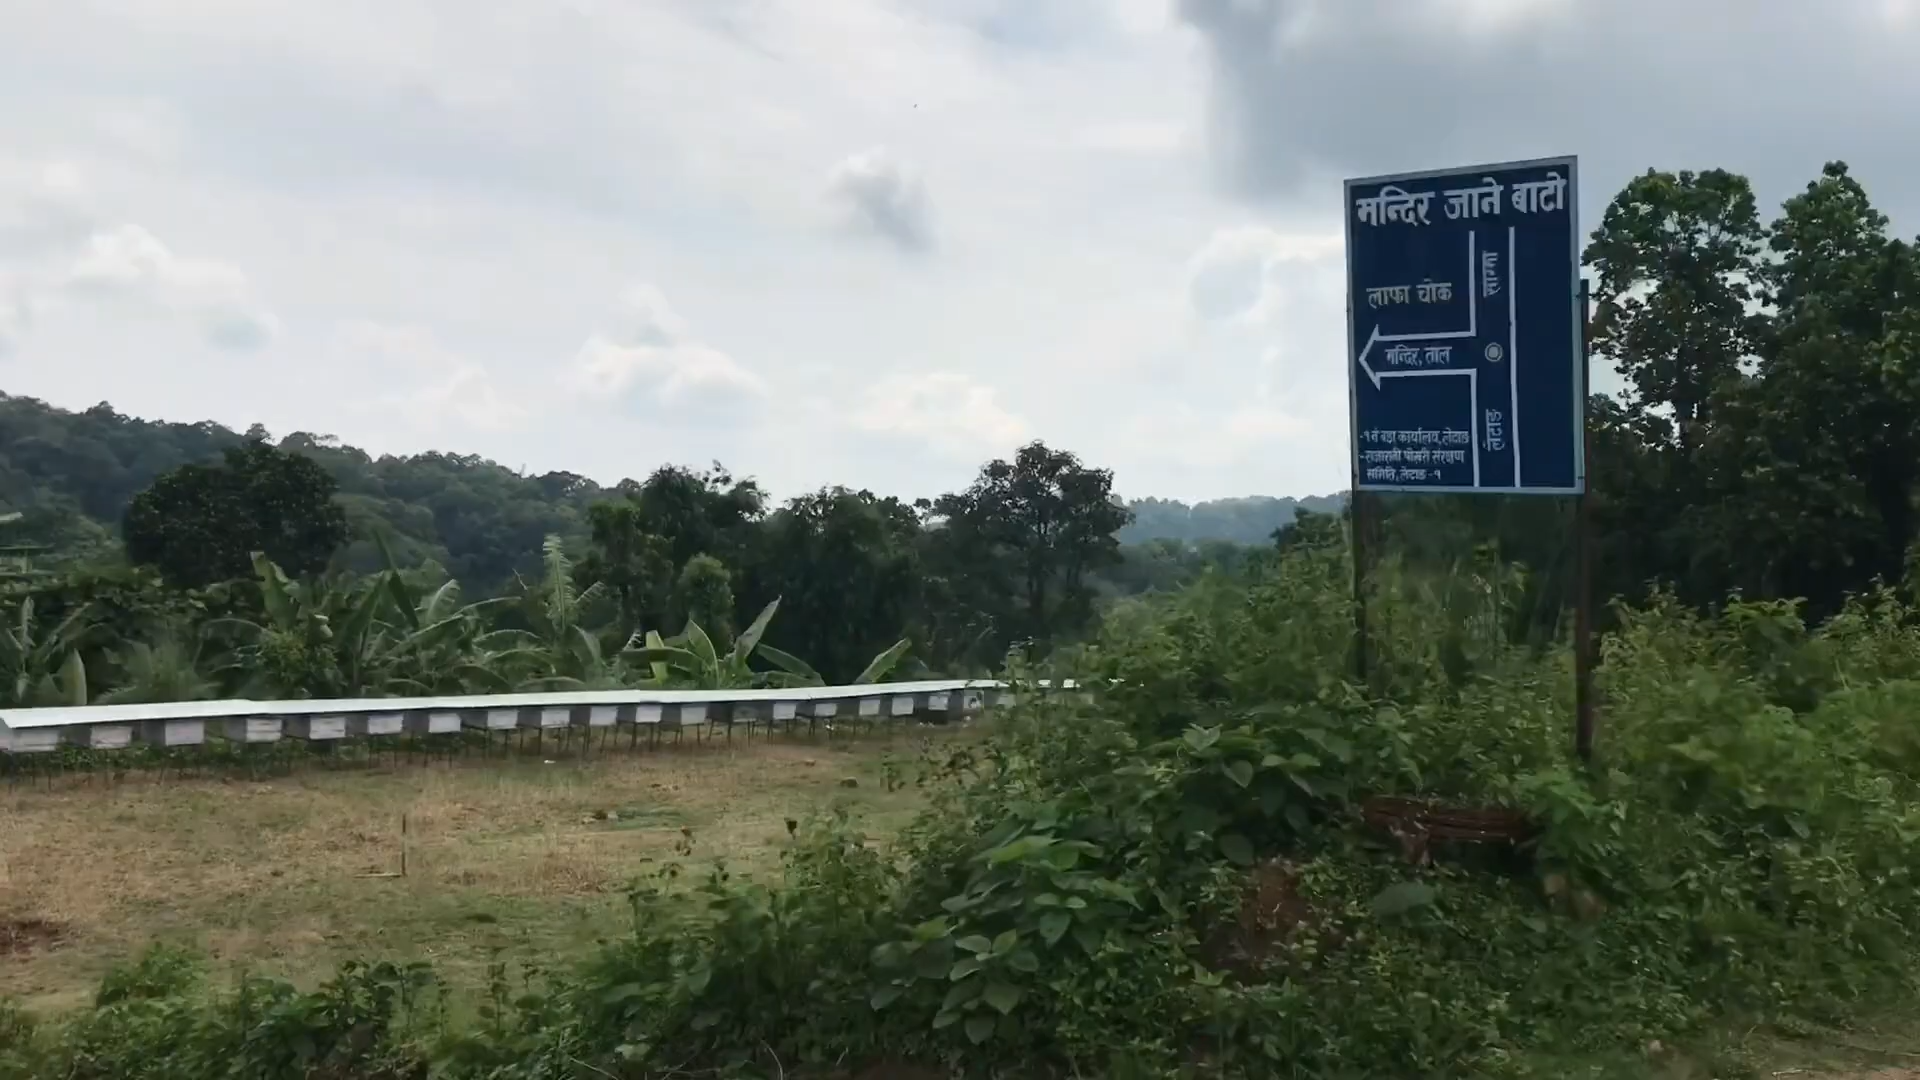 मन्दिर जाने बाटो
लाफा चोक
मन्दिर, ताल
लेटाङ
-१ नं वडा कार्यालय, लेटाङ
-राजारानी पोखरी संरक्षण
समिति, लेटाङ -१